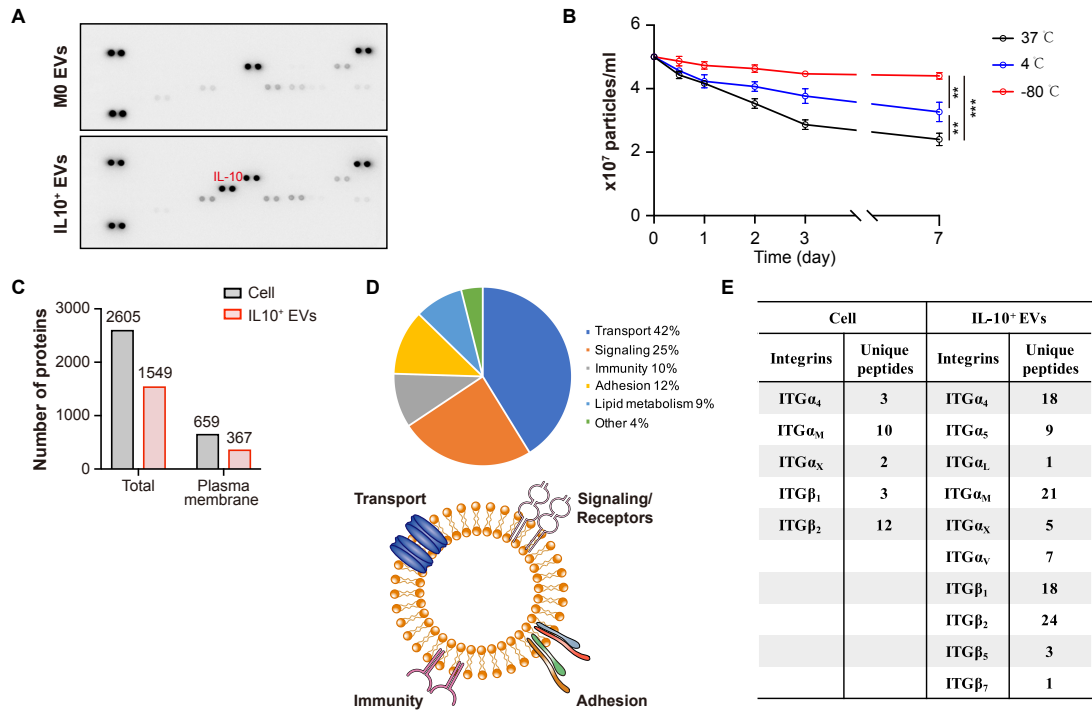 A
M0 EVs
IL10⁺ EVs
IL-10
B
x10⁷ particles/ml
6
4
2
0
0
1
2
3
7
Time (day)
37 ℃
4℃
-80 ℃
**
**
***
C
Number of proteins
3000
2000
1000
0
2605
1549
659
367
Total
Plasma
membrane
Cell
IL10⁺ EVs
D
Transport 42%
Signaling 25%
Immunity 10%
Adhesion 12%
Lipid metabolism 9%
Other 4%
Transport
Signaling/
Receptors
Immunity
Adhesion
E
Cell IL-10⁺ EVs
Integrins Unique peptides Integrins Unique peptides
ITGα₄ 3 ITGα₄ 18
ITGα_M 10 ITGα₅ 9
ITGα_X 2 ITGα_L 1
ITGβ₁ 3 ITGα_M 21
ITGβ₂ 12 ITGα_X 5
ITGα_V 7
ITGβ₁ 18
ITGβ₂ 24
ITGβ₅ 3
ITGβ₇ 1